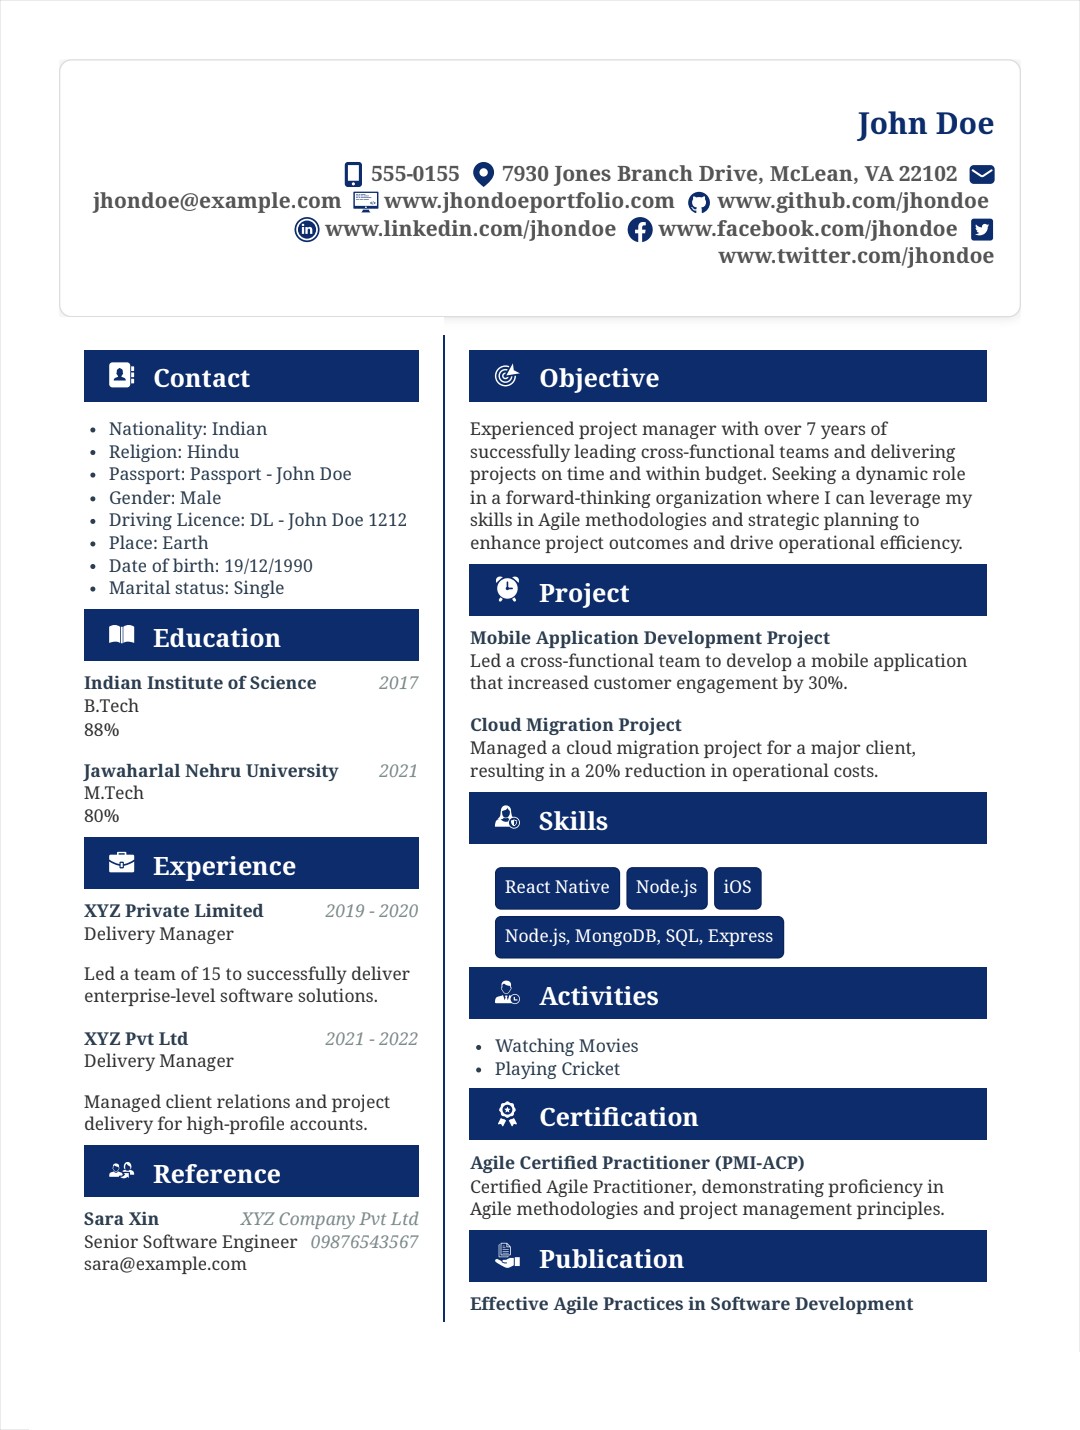 John Doe
555-0155 7930 Jones Branch Drive, McLean, VA 22102
jhondoe@example.com www.jhondoeportfolio.com www.github.com/jhondoe
www.linkedin.com/jhondoe www.facebook.com/jhondoe
www.twitter.com/jhondoe
Contact
• Nationality: Indian
• Religion: Hindu
• Passport: Passport - John Doe
• Gender: Male
• Driving Licence: DL - John Doe 1212
• Place: Earth
• Date of birth: 19/12/1990
• Marital status: Single
Education
Indian Institute of Science 2017
B.Tech
88%
Jawaharlal Nehru University 2021
M.Tech
80%
Experience
XYZ Private Limited 2019 - 2020
Delivery Manager
Led a team of 15 to successfully deliver
enterprise-level software solutions.
XYZ Pvt Ltd 2021 - 2022
Delivery Manager
Managed client relations and project
delivery for high-profile accounts.
Reference
Sara Xin XYZ Company Pvt Ltd
Senior Software Engineer 09876543567
sara@example.com
Objective
Experienced project manager with over 7 years of
successfully leading cross-functional teams and delivering
projects on time and within budget. Seeking a dynamic role
in a forward-thinking organization where I can leverage my
skills in Agile methodologies and strategic planning to
enhance project outcomes and drive operational efficiency.
Project
Mobile Application Development Project
Led a cross-functional team to develop a mobile application
that increased customer engagement by 30%.
Cloud Migration Project
Managed a cloud migration project for a major client,
resulting in a 20% reduction in operational costs.
Skills
React Native Node.js iOS
Node.js, MongoDB, SQL, Express
Activities
• Watching Movies
• Playing Cricket
Certification
Agile Certified Practitioner (PMI-ACP)
Certified Agile Practitioner, demonstrating proficiency in
Agile methodologies and project management principles.
Publication
Effective Agile Practices in Software Development